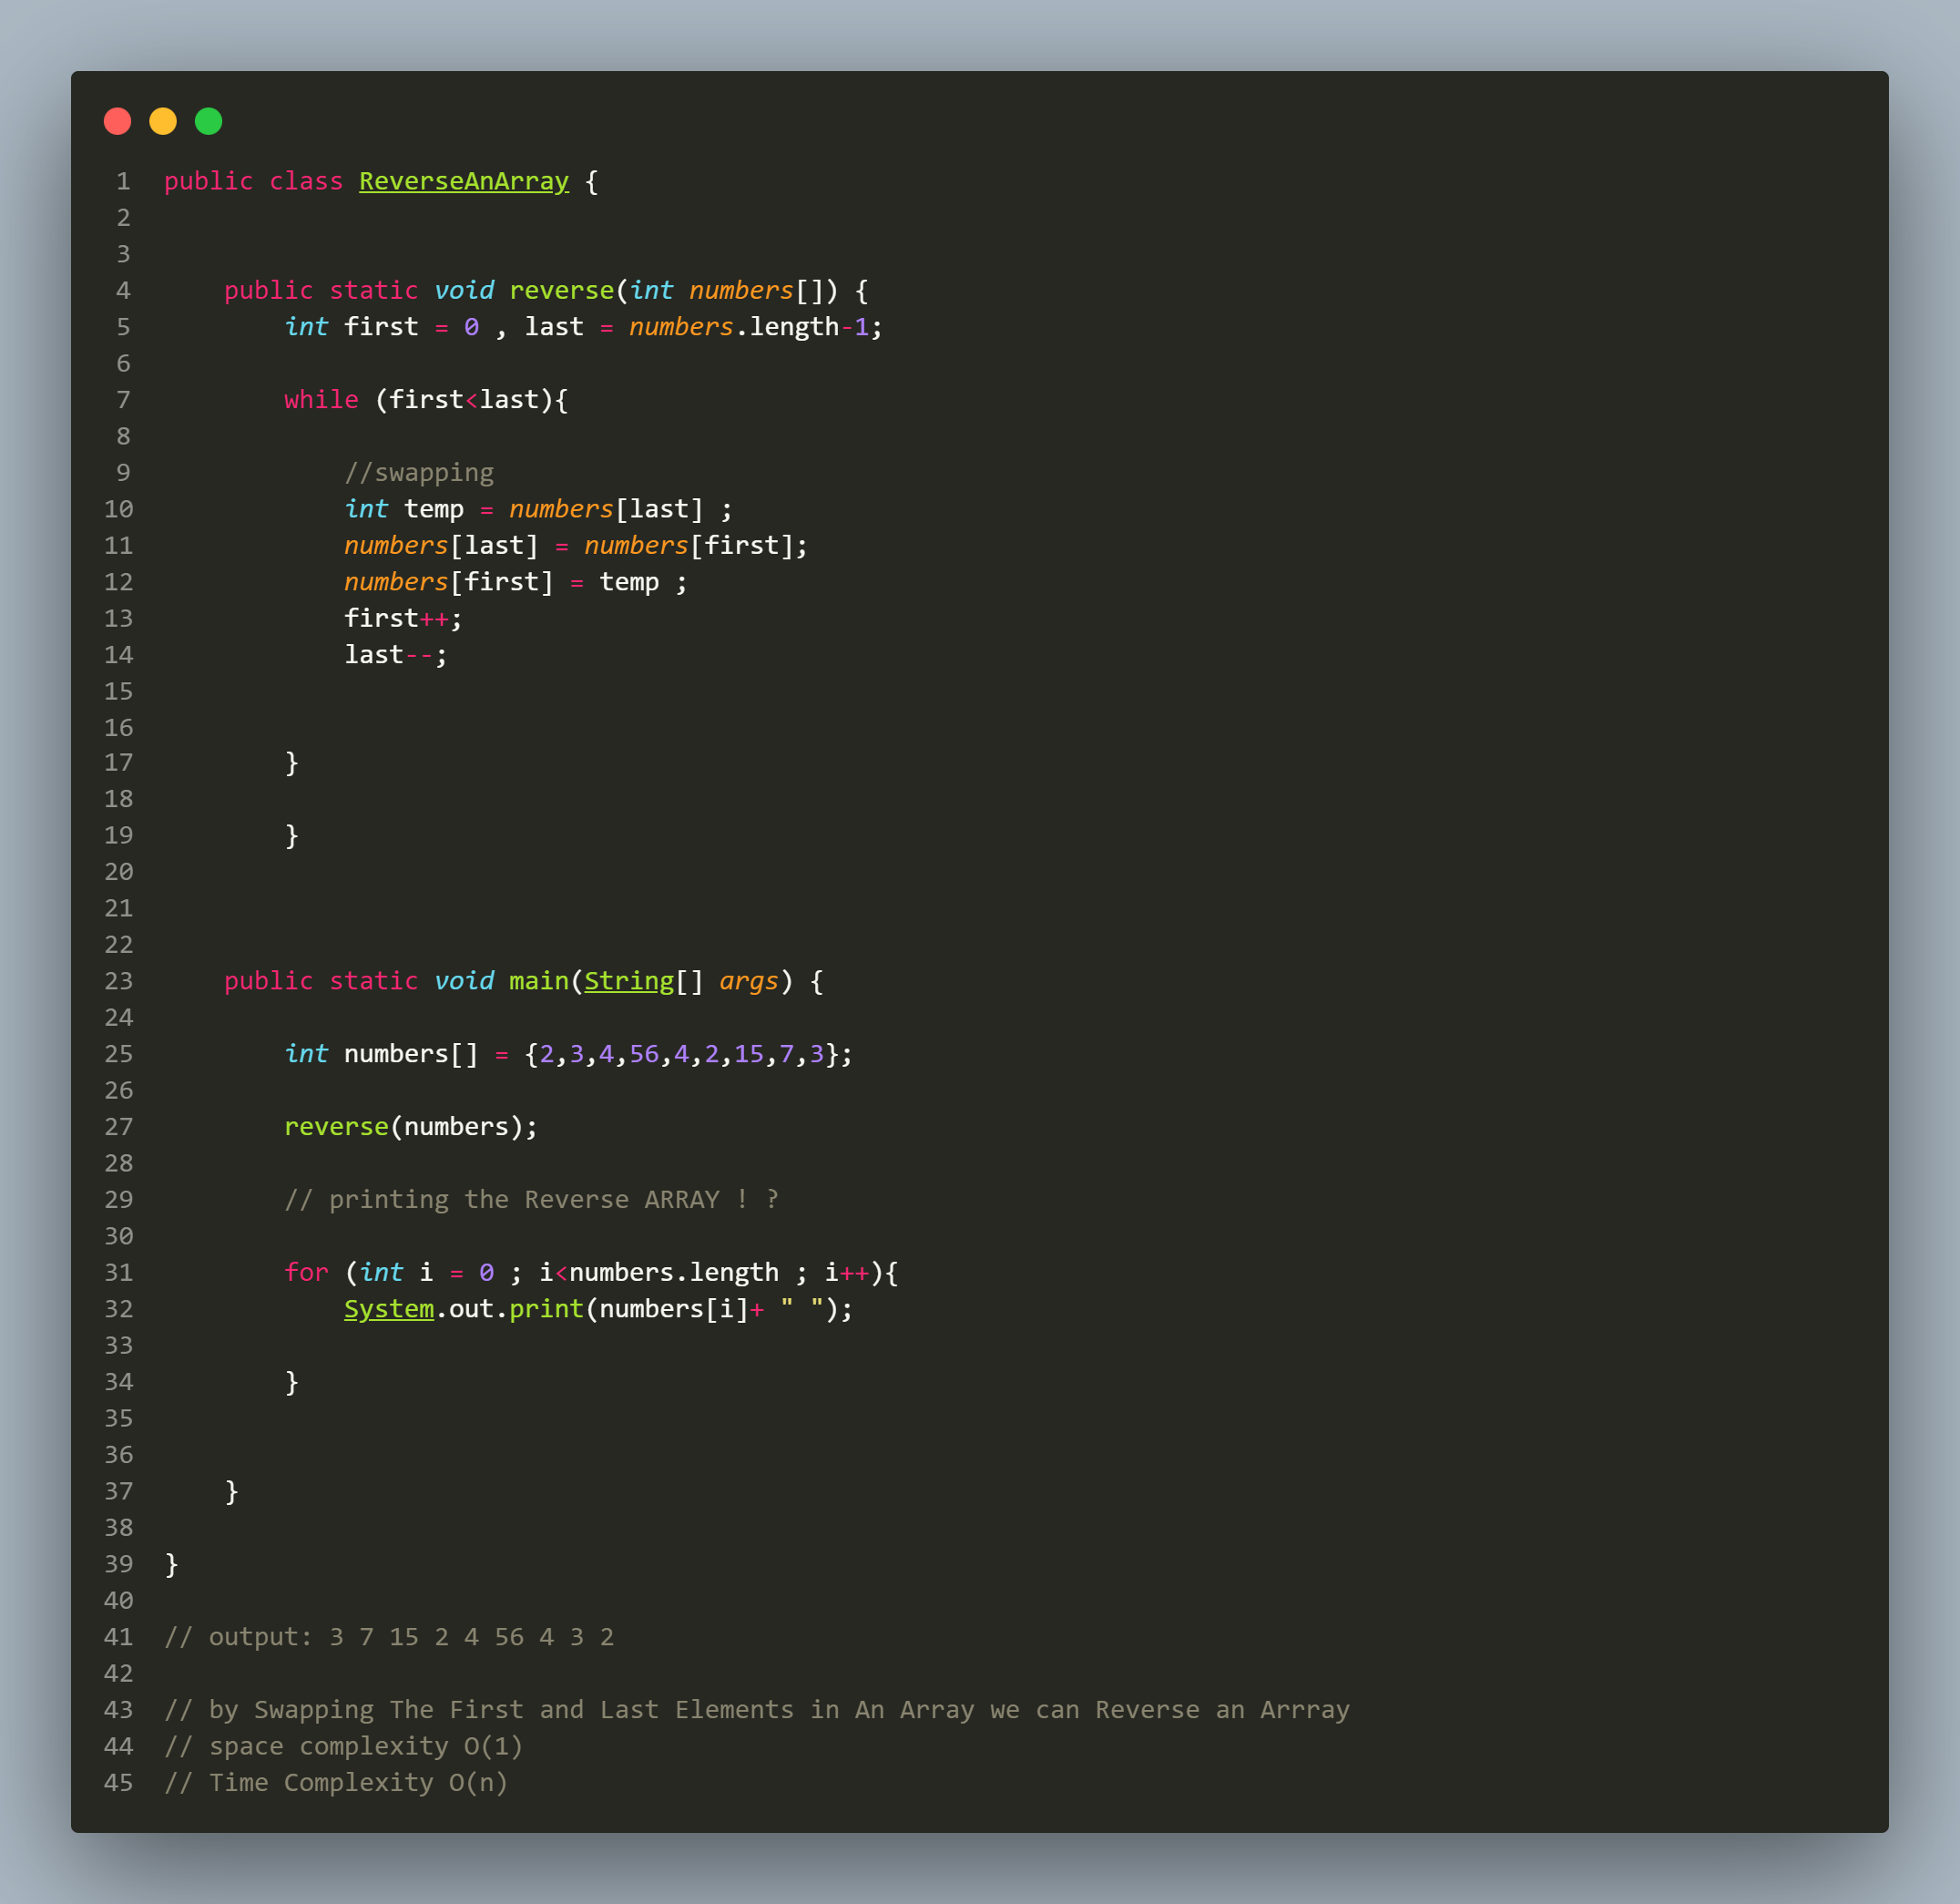 1 public class ReverseAnArray {
2
3
4 public static void reverse(int numbers[]) {
5 int first = 0 , last = numbers.length-1;
6
7 while (first<last){
8
9 //swapping
10 int temp = numbers[last] ;
11 numbers[last] = numbers[first];
12 numbers[first] = temp ;
13 first++;
14 last--;
15
16
17 }
18
19 }
20
21
22
23 public static void main(String[] args) {
24
25 int numbers[] = {2,3,4,56,4,2,15,7,3};
26
27 reverse(numbers);
28
29 // printing the Reverse ARRAY ! ?
30
31 for (int i = 0 ; i<numbers.length ; i++){
32 System.out.print(numbers[i]+ " ");
33
34 }
35
36
37 }
38
39 }
40
41 // output: 3 7 15 2 4 56 4 3 2
42
43 // by Swapping The First and Last Elements in An Array we can Reverse an Arrray
44 // space complexity O(1)
45 // Time Complexity O(n)